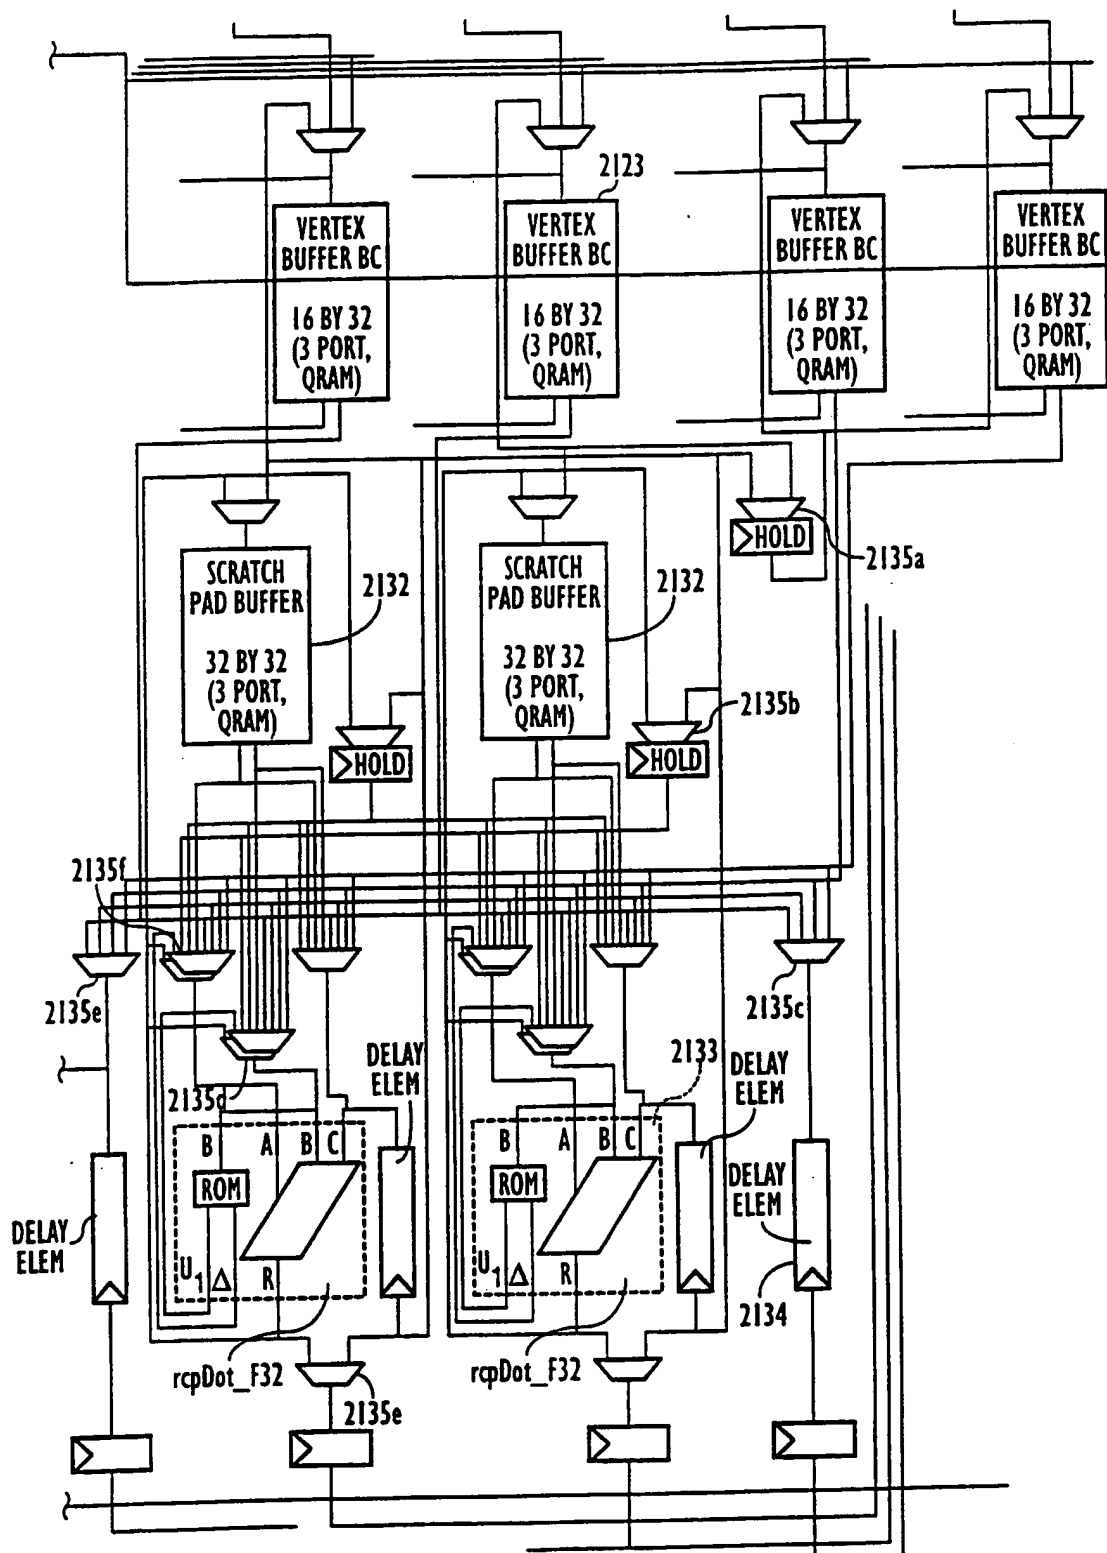 2123
VERTEX
BUFFER BC
16 BY 32
(3 PORT,
QRAM)
VERTEX
BUFFER BC
16 BY 32
(3 PORT,
QRAM)
VERTEX
BUFFER BC
16 BY 32
(3 PORT,
QRAM)
VERTEX
BUFFER BC
16 BY 32
(3 PORT,
QRAM)
HOLD
2135a
SCRATCH
PAD BUFFER
32 BY 32
(3 PORT,
QRAM)
2132
SCRATCH
PAD BUFFER
32 BY 32
(3 PORT,
QRAM)
2132
2135b
HOLD
HOLD
2135f
2135e
2135c
2135d
DELAY
ELEM
2133
DELAY
ELEM
B
A
B
C
ROM
U1
Δ
R
B
A
B
C
ROM
U1
Δ
R
DELAY
ELEM
DELAY
ELEM
2134
rcpDot_F32
rcpDot_F32
2135e